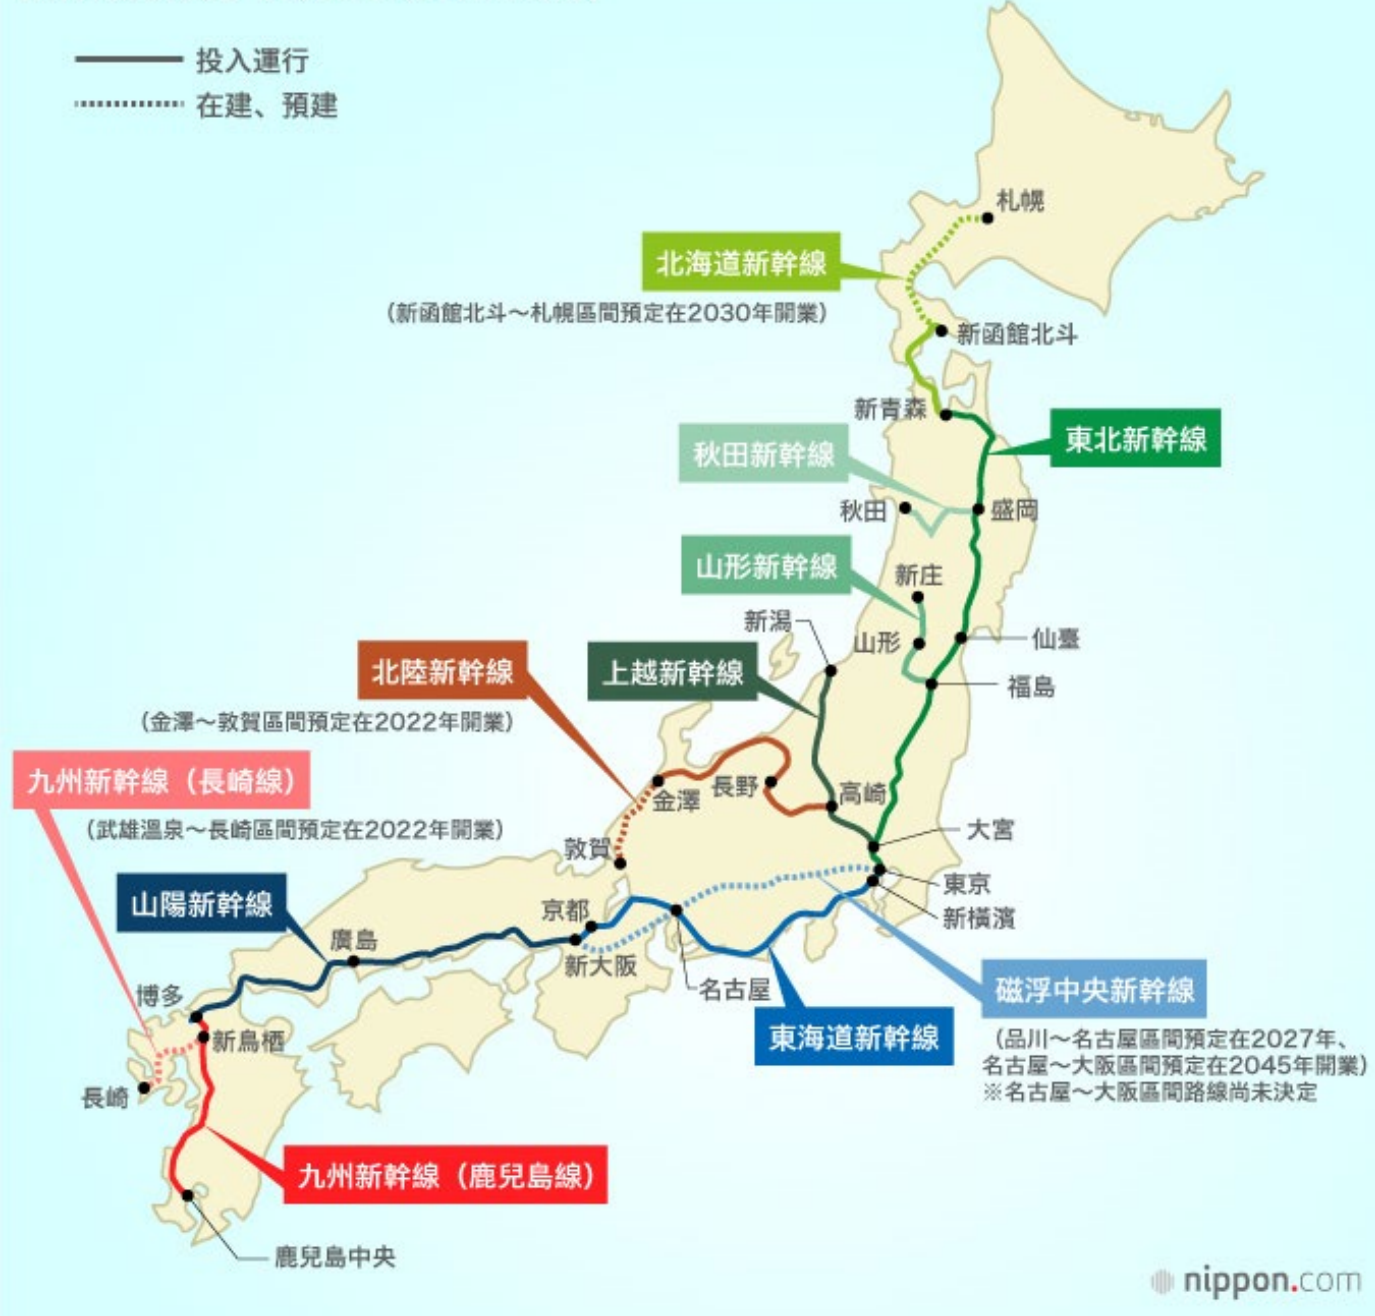 投入運行
在建、預建
札幌
北海道新幹線
（新函館北斗～札幌區間預定在2030年開業）
新函館北斗
新青森
東北新幹線
秋田新幹線
秋田
盛岡
山形新幹線
新庄
新潟
山形
仙臺
北陸新幹線
上越新幹線
福島
（金澤～敦賀區間預定在2022年開業）
九州新幹線（長崎線）
金澤
長野
高崎
（武雄溫泉～長崎區間預定在2022年開業）
大宮
敦賀
東京
山陽新幹線
京都
新橫濱
廣島
新大阪
名古屋
磁浮中央新幹線
博多
新鳥栖
東海道新幹線
（品川～名古屋區間預定在2027年、
名古屋～大阪區間預定在2045年開業）
※名古屋～大阪區間路線尚未決定
長崎
九州新幹線（鹿兒島線）
鹿兒島中央
nippon.com